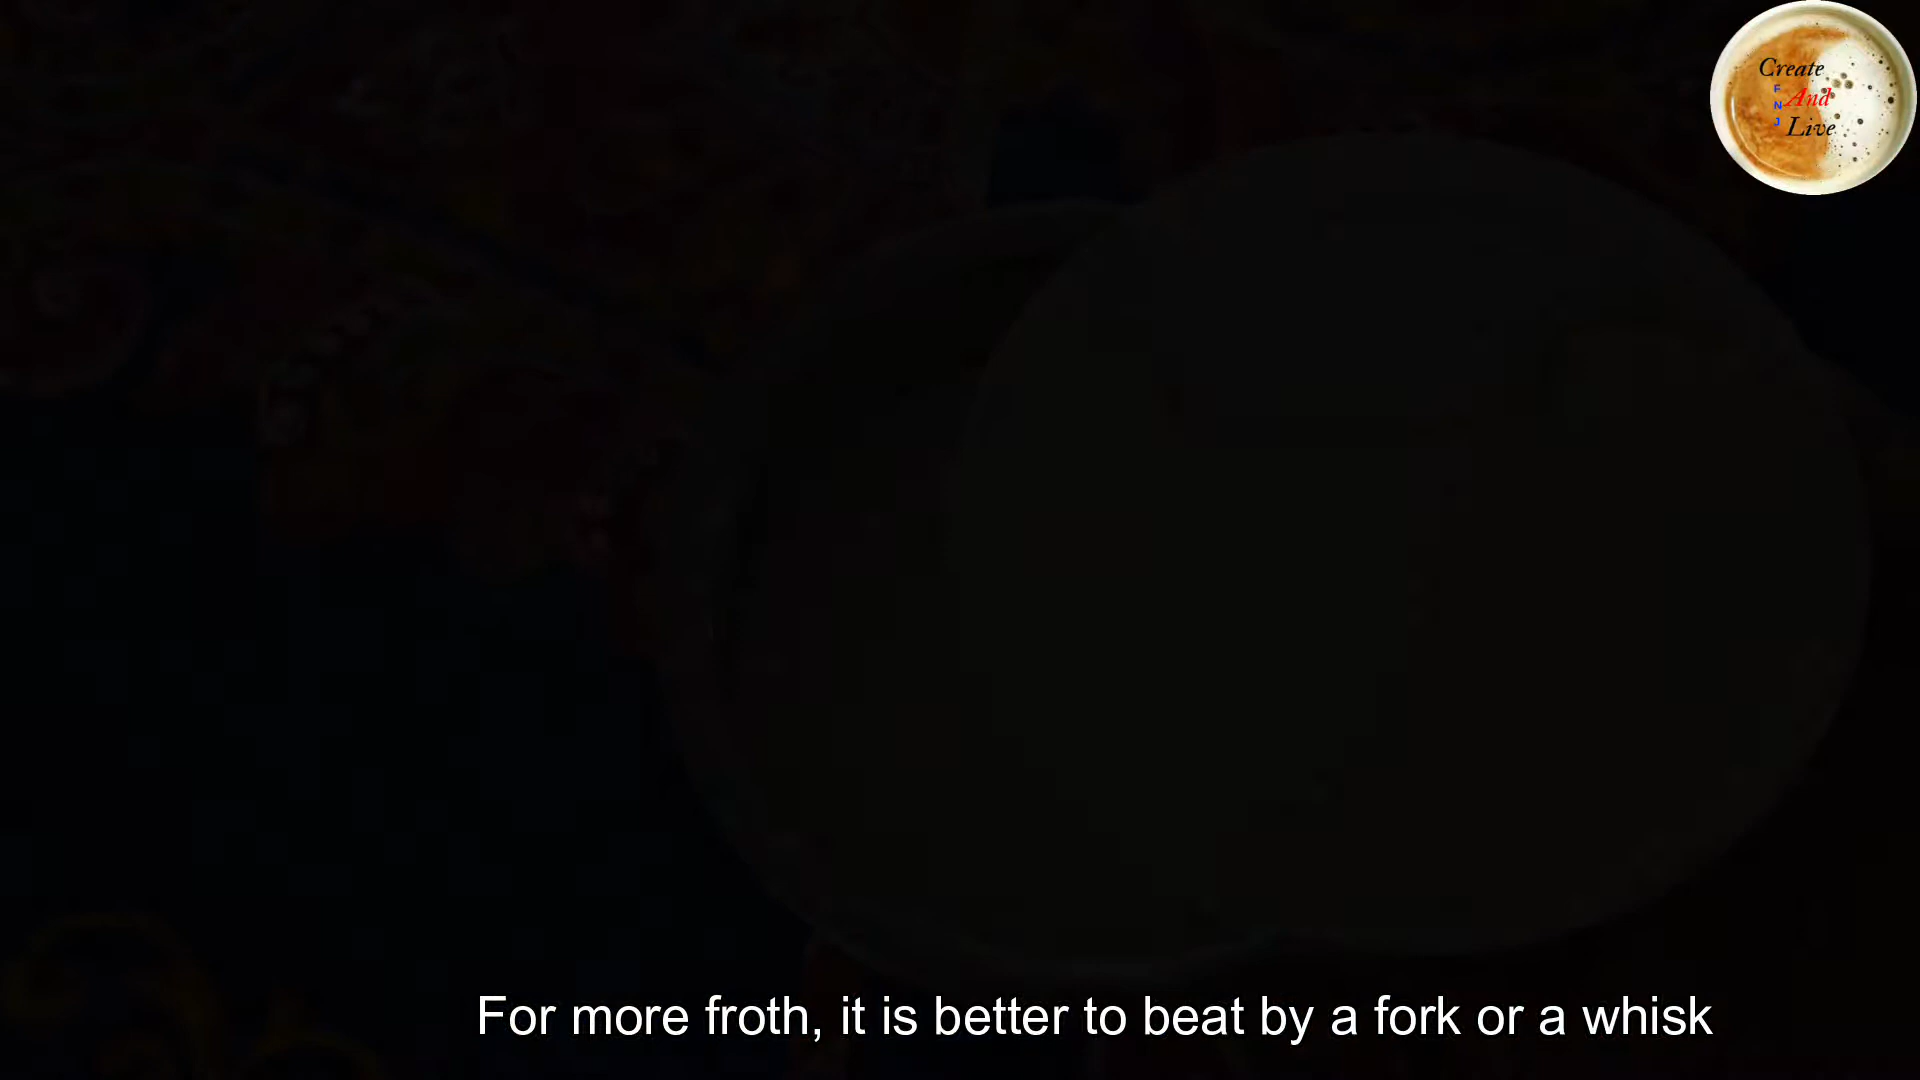 Create
F
And
N
J
Live
For more froth, it is better to beat by a fork or a whisk